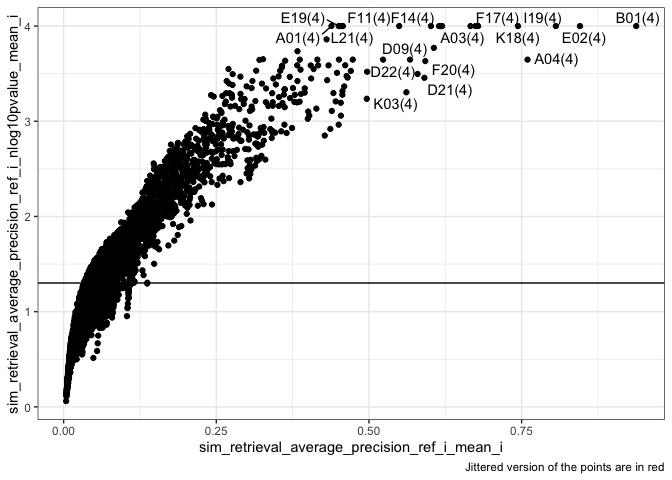 E19(4) F11(4) F14(4) F17(4) I19(4) B01(4)
A01(4) L21(4) A03(4) K18(4) E02(4)
D09(4) A04(4)
D22(4) F20(4)
D21(4)
K03(4)
4
3
2
1
0
sim_retrieval_average_precision_ref_i_nlog10pvalue_mean_i
0.00 0.25 0.50 0.75
sim_retrieval_average_precision_ref_i_mean_i
Jittered version of the points are in red